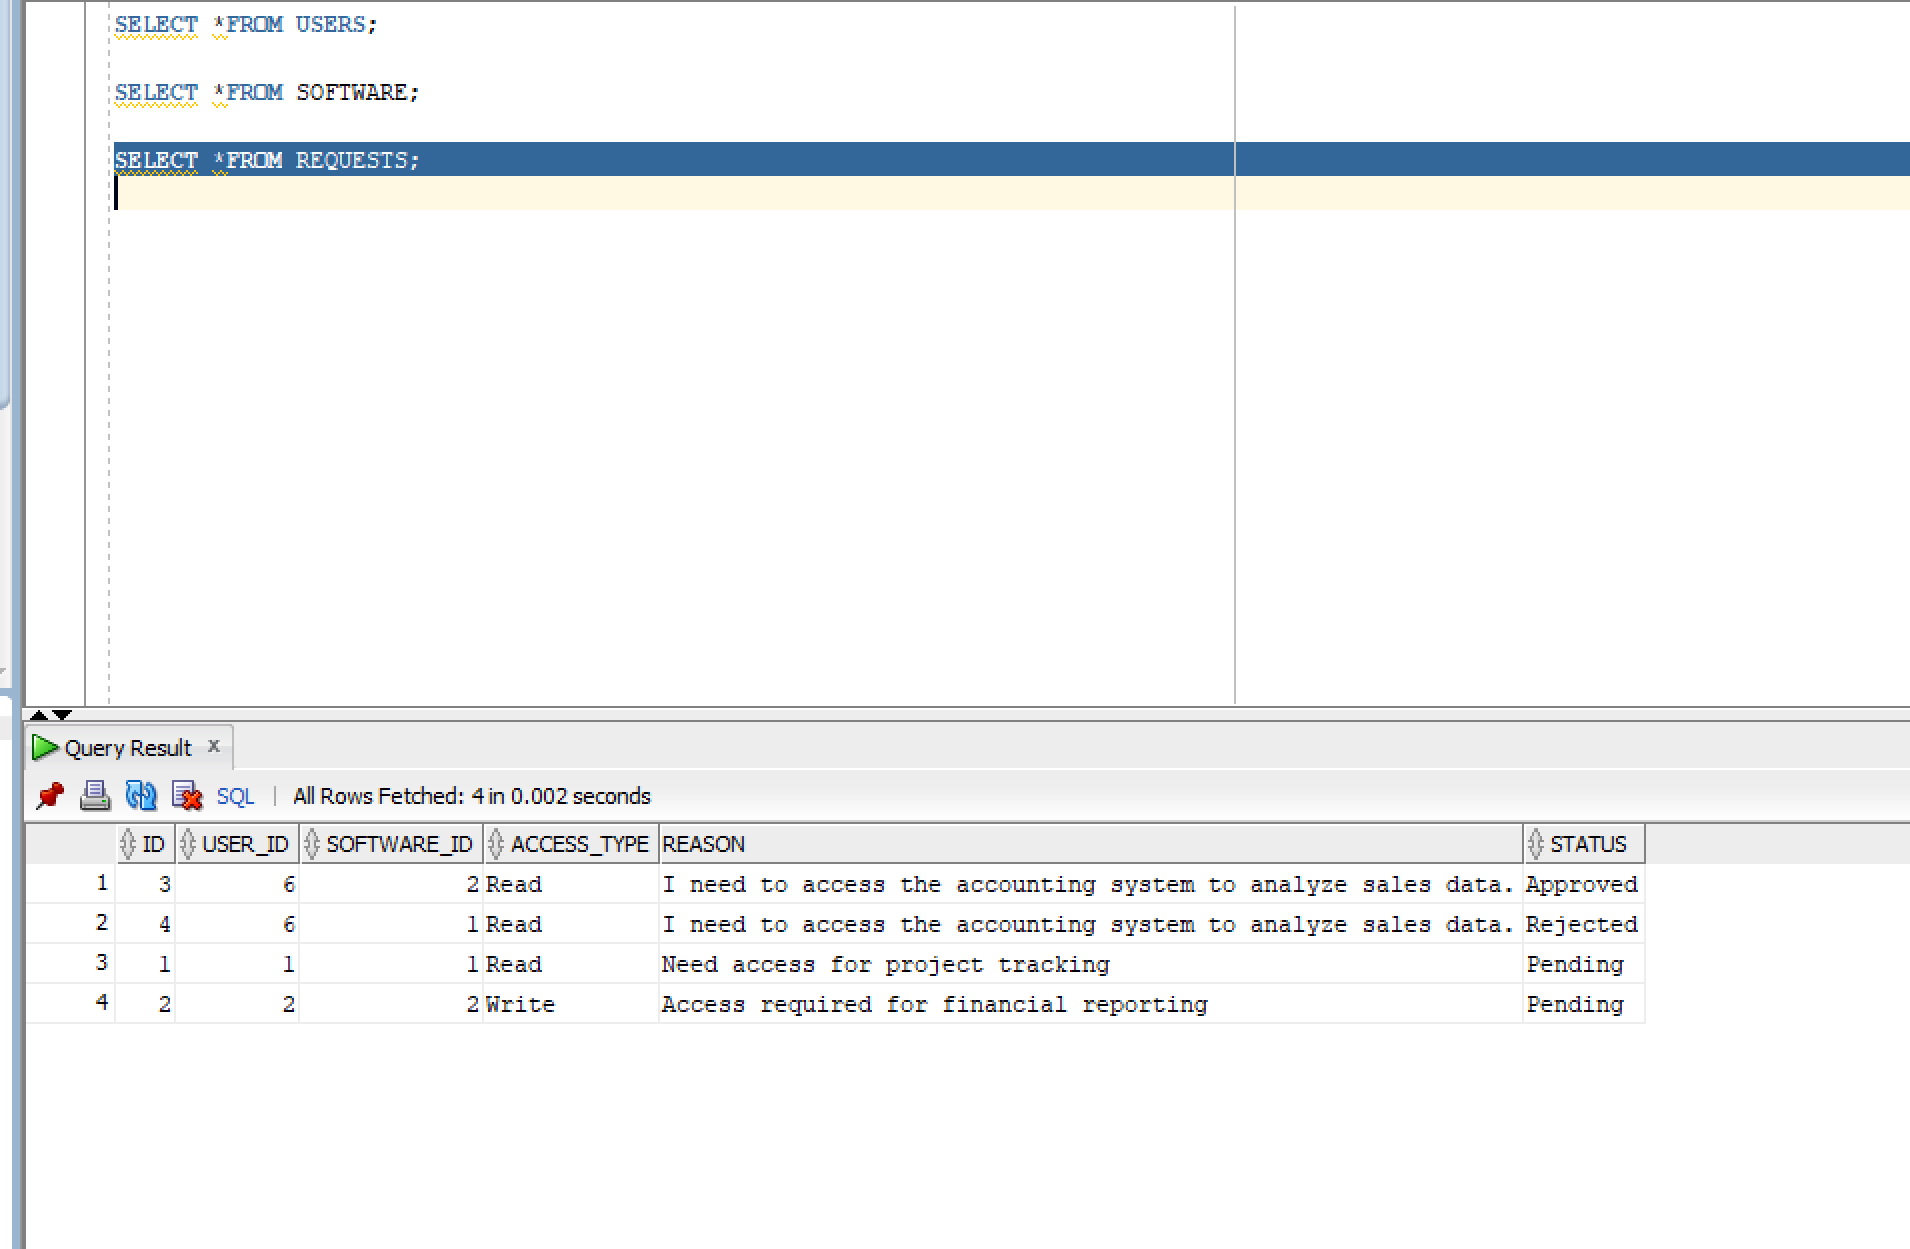 SELECT *FROM USERS;
SELECT *FROM SOFTWARE;
SELECT *FROM REQUESTS;
Query Result x
SQL | All Rows Fetched: 4 in 0.002 seconds
ID USER_ID SOFTWARE_ID ACCESS_TYPE REASON STATUS
1 3 6 2 Read I need to access the accounting system to analyze sales data. Approved
2 4 6 1 Read I need to access the accounting system to analyze sales data. Rejected
3 1 1 1 Read Need access for project tracking Pending
4 2 2 2 Write Access required for financial reporting Pending